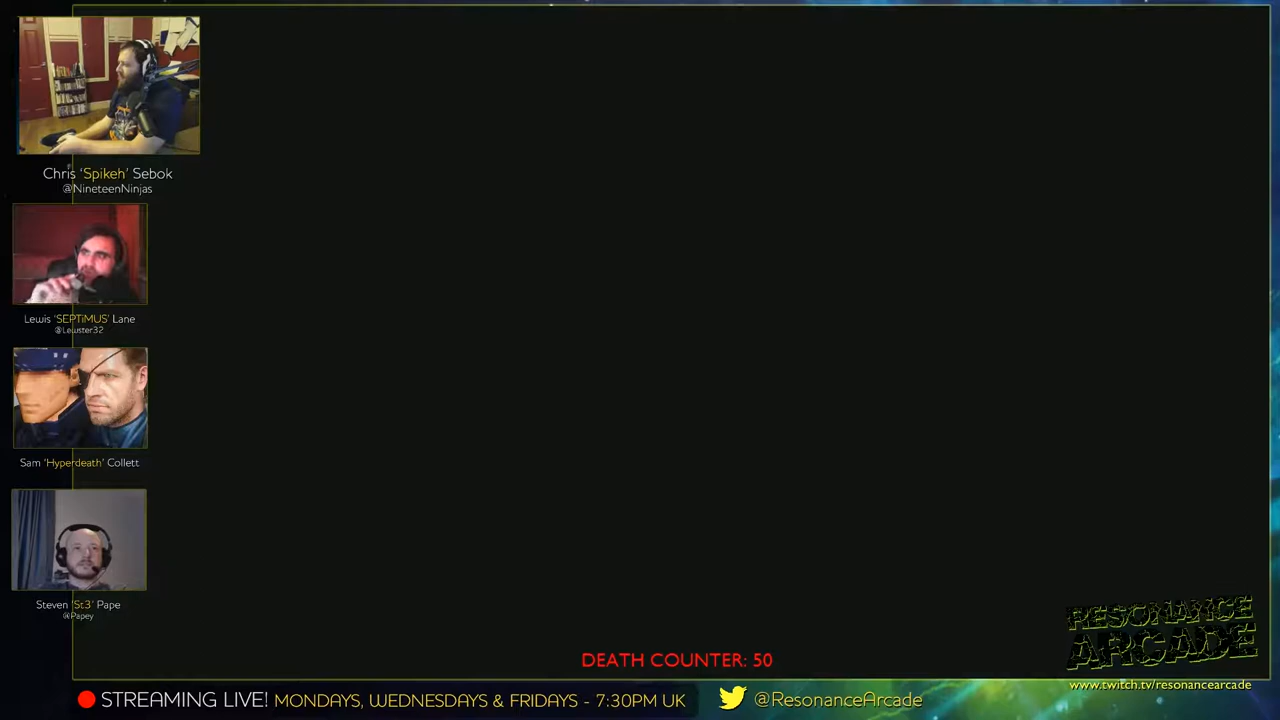 Chris 'Spikeh' Sebok
@NineteenNinjas
Lewis 'SEPTiMUS' Lane
@Lewster32
Sam 'Hyperdeath' Collett
Steven 'St3' Pape
@Papey
DEATH COUNTER: 50
RESONANCE
ARCADE
www.twitch.tv/resonancearcade
STREAMING LIVE! MONDAYS, WEDNESDAYS & FRIDAYS - 7:30PM UK
@ResonanceArcade